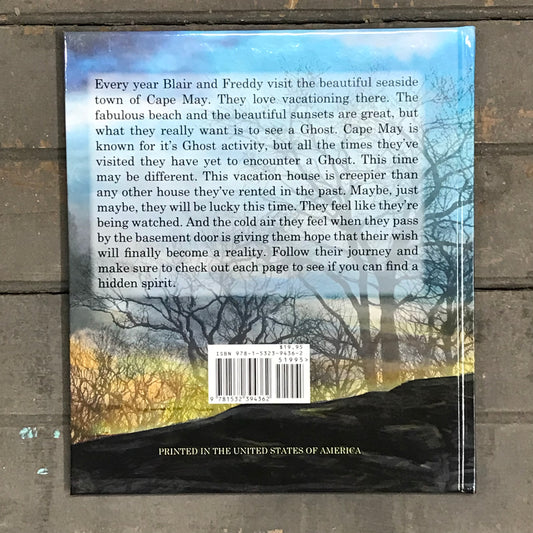 Every year Blair and Freddy visit the beautiful seaside
town of Cape May. They love vacationing there. The
fabulous beach and the beautiful sunsets are great, but
what they really want is to see a Ghost. Cape May is
known for it's Ghost activity, but all the times they've
visited they have yet to encounter a Ghost. This time
may be different. This vacation house is creepier than
any other house they've rented in the past. Maybe, just
maybe, they will be lucky this time. They feel like they're
being watched. And the cold air they feel when they pass
by the basement door is giving them hope that their wish
will finally become a reality. Follow their journey and
make sure to check out each page to see if you can find a
hidden spirit.
$19.95
ISBN 978-1-5323-9436-2
51995>
9 781532 394362
PRINTED IN THE UNITED STATES OF AMERICA